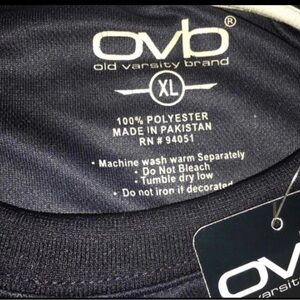 ovb®
old varsity brand
XL
100% POLYESTER
MADE IN PAKISTAN
RN # 94051
• Machine wash warm Separately
• Do Not Bleach
• Tumble dry low
• Do not iron if decorated
ov
varsit